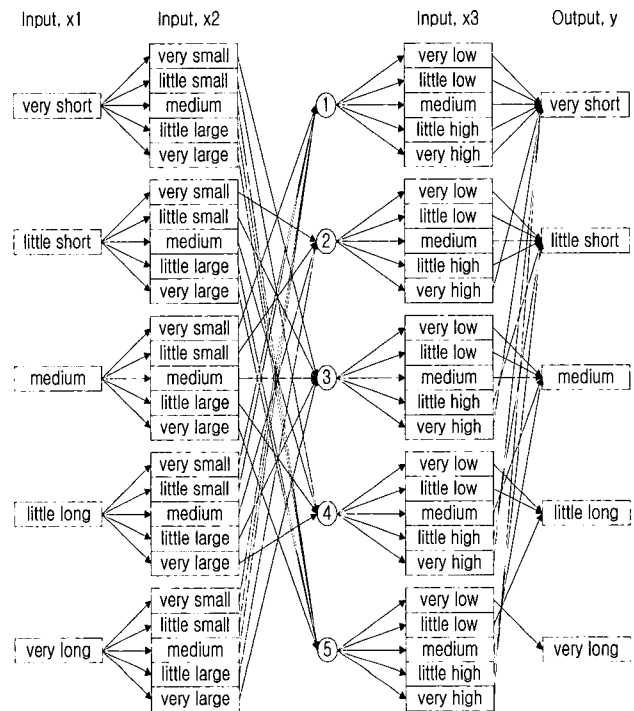 Input, x1 Input, x2 Input, x3 Output, y
very small very low
little small little low
very short medium 1 medium very short
little large little high
very large very high
very small very low
little small little low
little short medium 2 medium little short
little large little high
very large very high
very small very low
little small little low
medium medium 3 medium medium
little large little high
very large very high
very small very low
little small little low
little long medium 4 medium little long
little large little high
very large very high
very small very low
little small little low
very long medium 5 medium very long
little large little high
very large very high